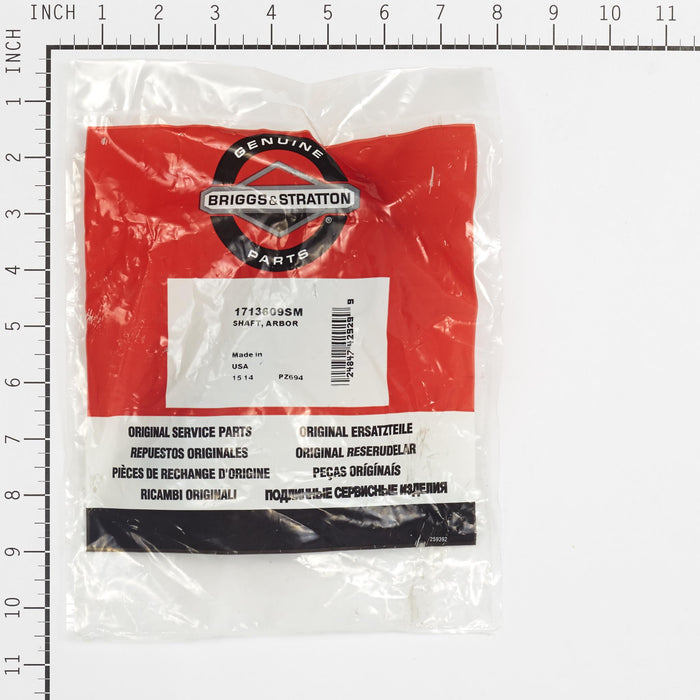 INCH 1 2 3 4 5 6 7 8 9 10 11
INCH 1 2 3 4 5 6 7 8 9 10 11
GENUINE
BRIGGS&STRATTON
®
PARTS
1713609SM
SHAFT, ARBOR
Made in
USA
15 14 PZ694
ORIGINAL SERVICE PARTS ORIGINAL ERSATZTEILE
REPUESTOS ORIGINALES ORIGINAL RESERUDELAR
PIÈCES DE RECHANGE D'ORIGINE PEÇAS ORÍGÍNAÍS
RICAMBI ORIGINALI ПОДЛИННЫЕ СЕРВИСНЫЕ ИЗДЕЛИЯ
259392